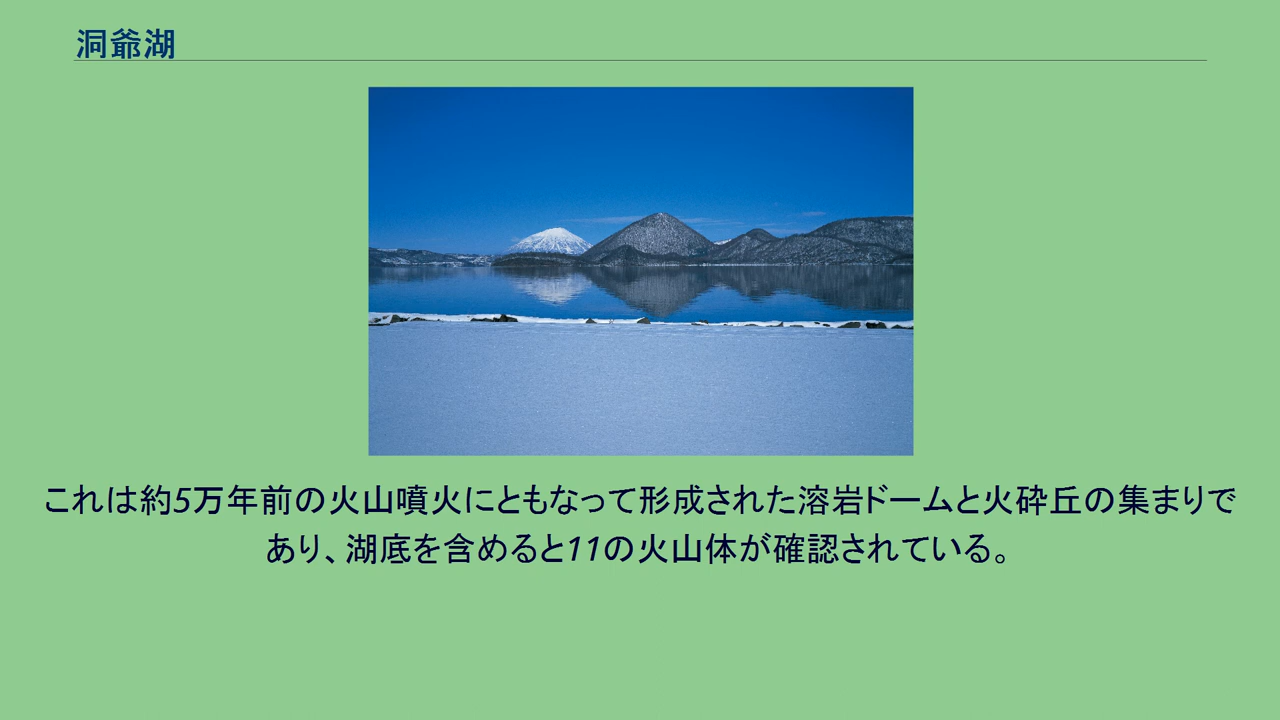 洞爺湖
これは約5万年前の火山噴火にともなって形成された溶岩ドームと火砕丘の集まりで
あり、湖底を含めると11の火山体が確認されている。